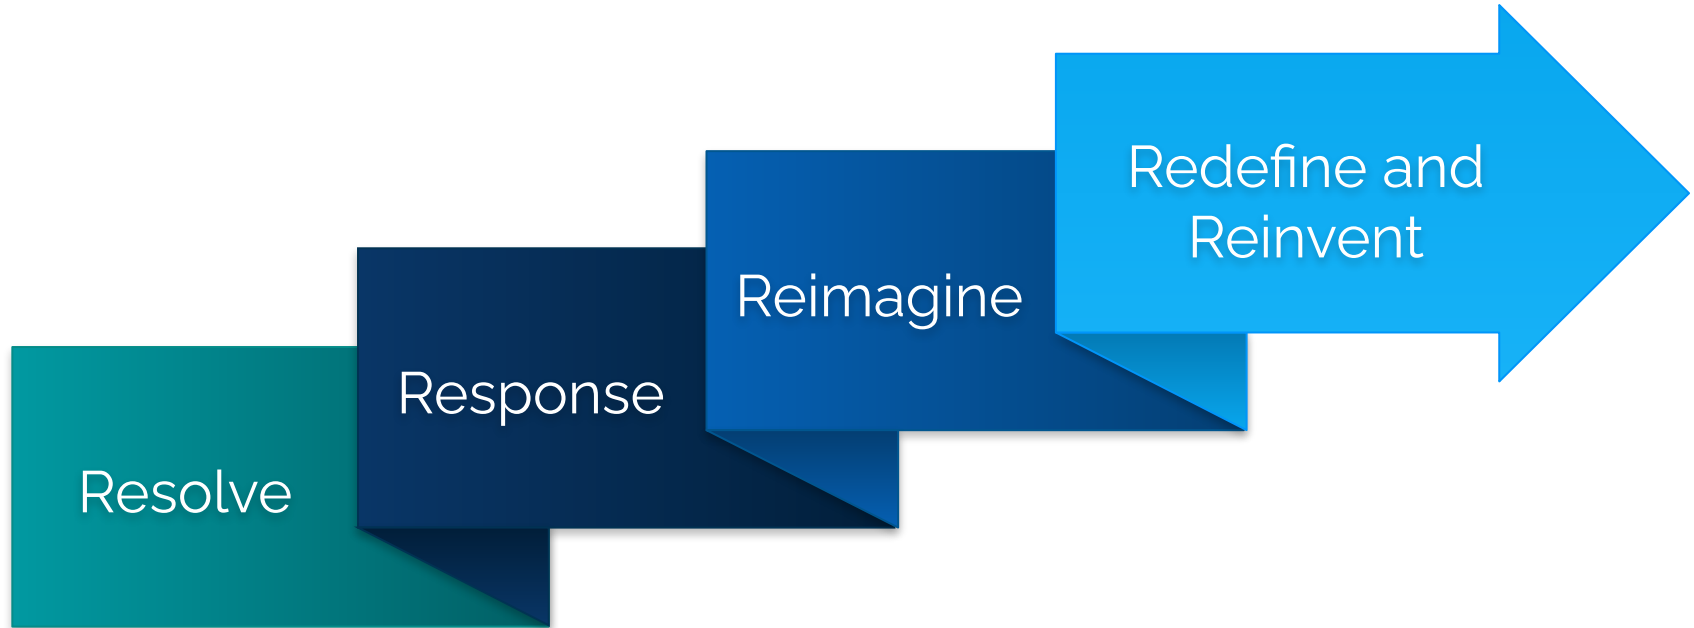 Resolve
Response
Reimagine
Redefine and
Reinvent